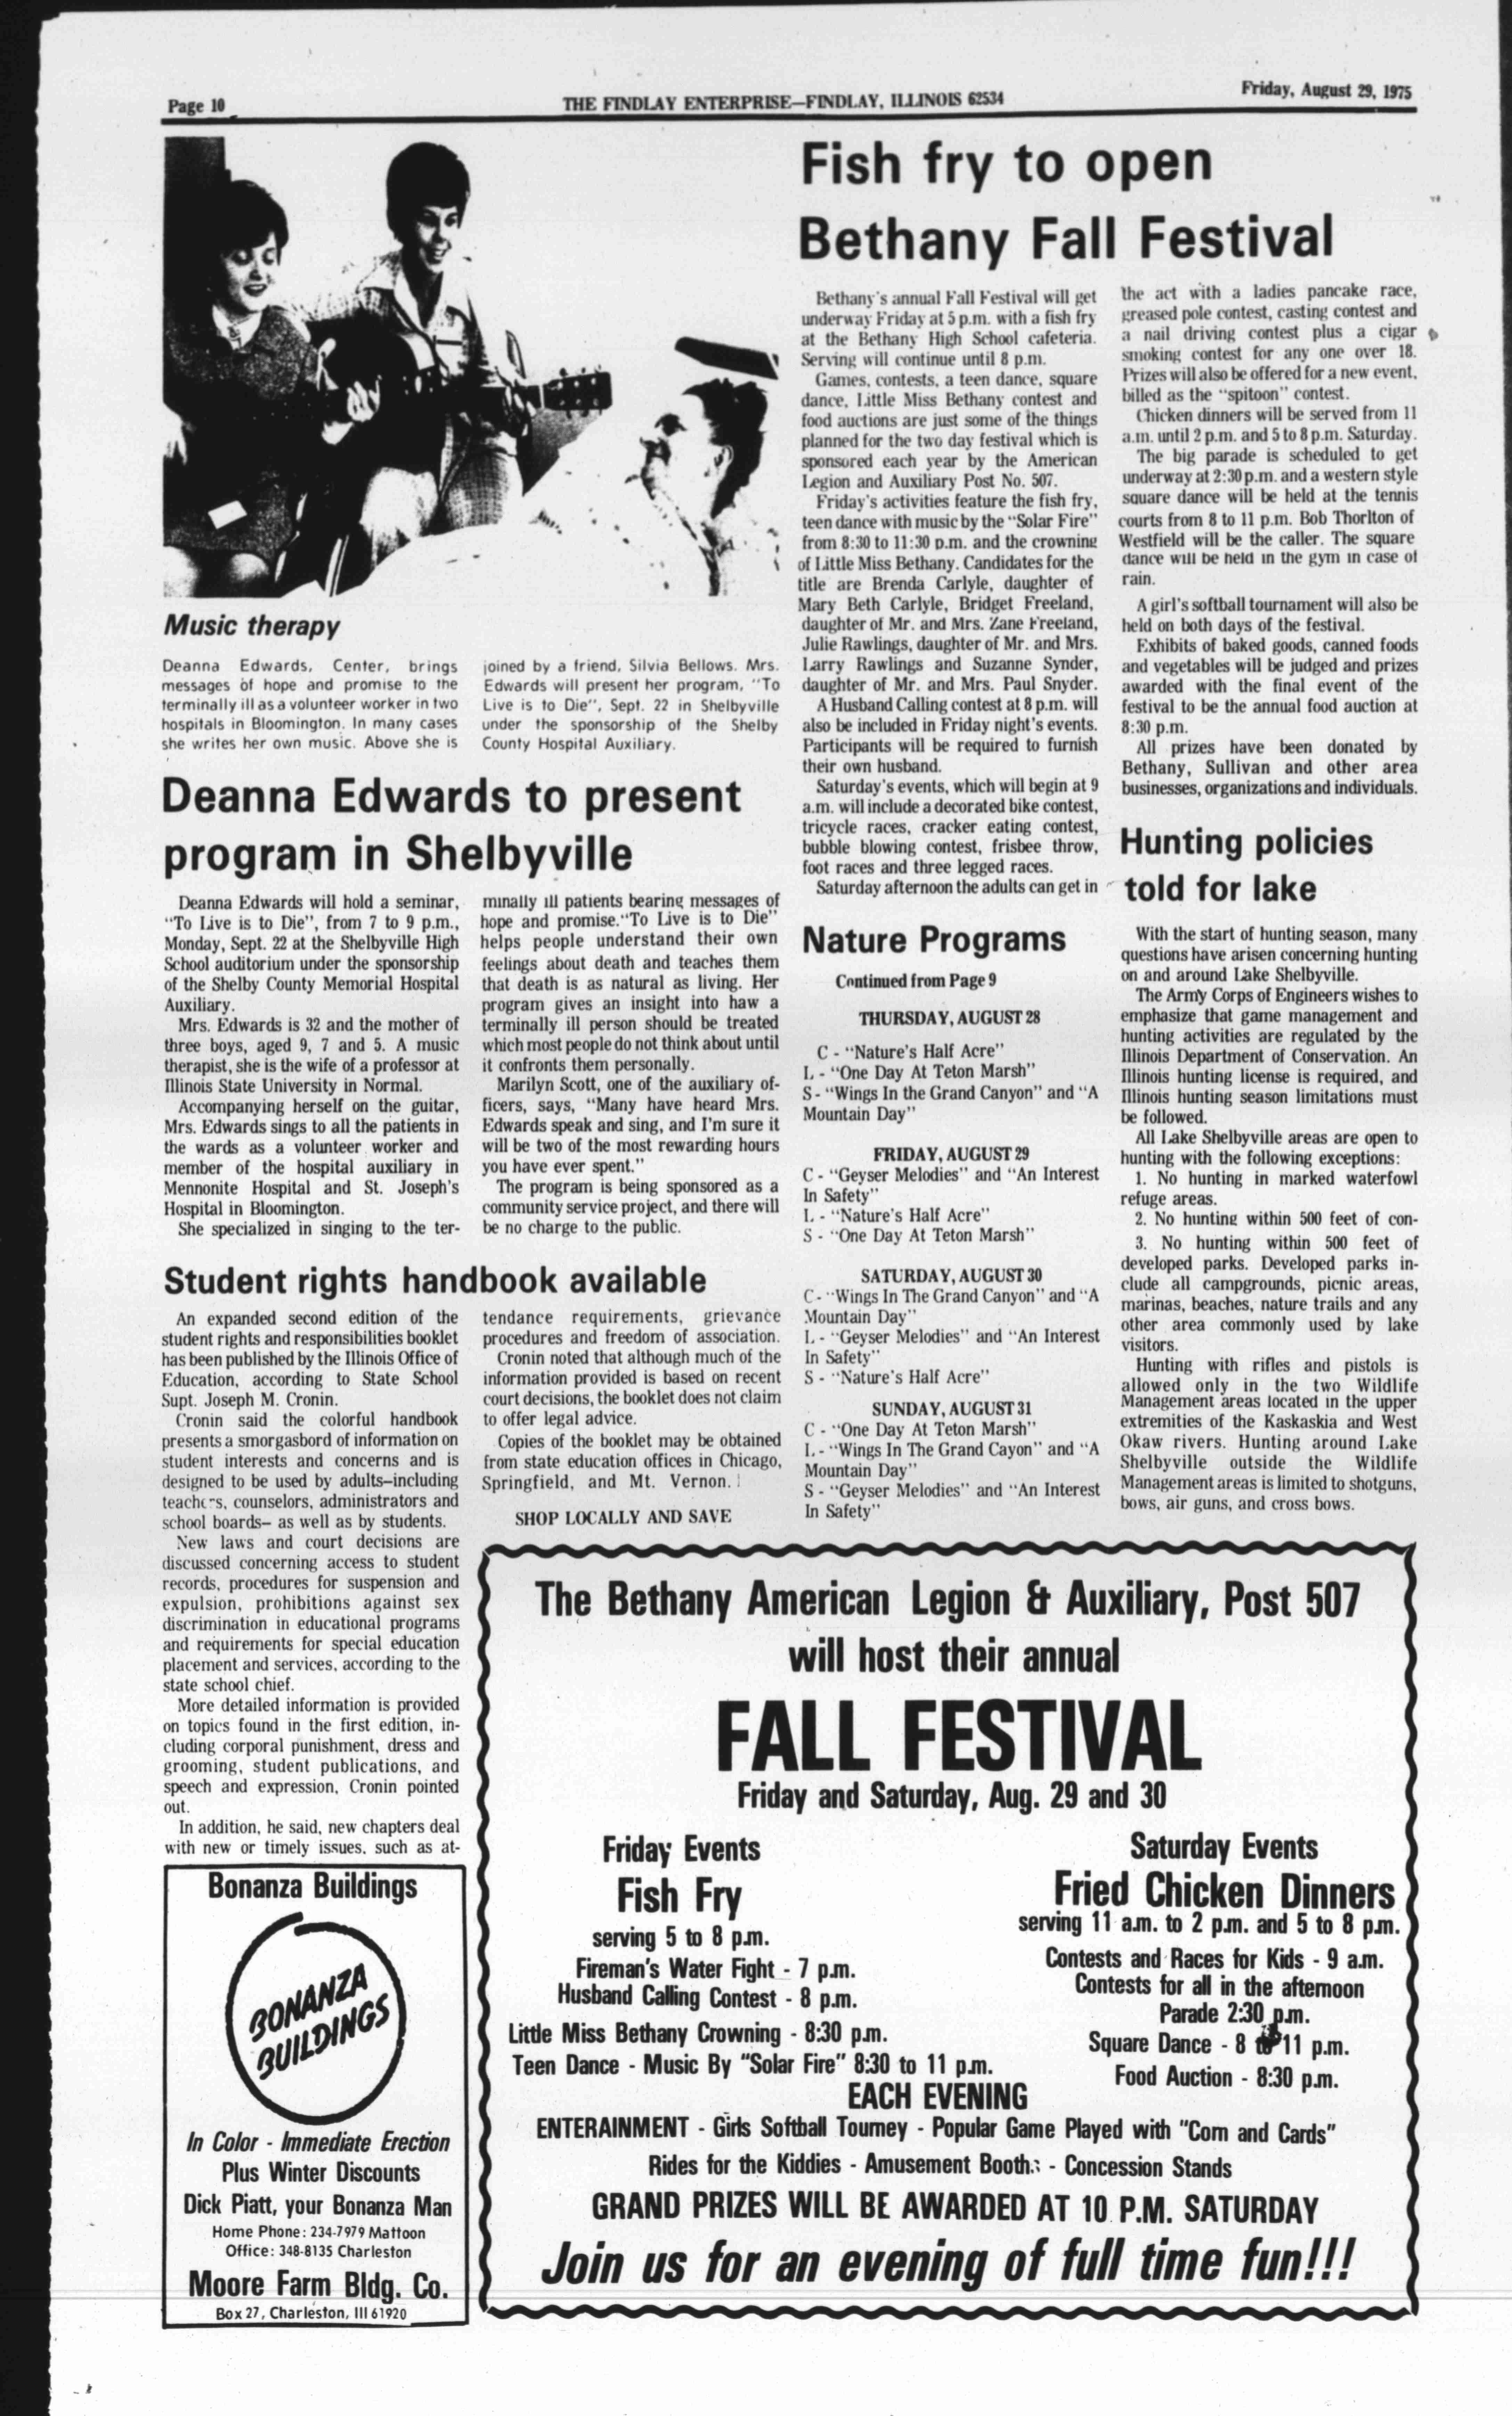 Page 10
THE FINDLAY ENTERPRISE—FINDLAY, ILLINOIS 62534
Friday, August 29, 1975
Music therapy
Deanna Edwards, Center, brings
messages of hope and promise to the
terminally ill as a volunteer worker in two
hospitals in Bloomington. In many cases
she writes her own music. Above she is
joined by a friend, Silvia Bellows. Mrs.
Edwards will present her program, "To
Live is to Die", Sept. 22 in Shelbyville
under the sponsorship of the Shelby
County Hospital Auxiliary.
Deanna Edwards to present
program in Shelbyville
Deanna Edwards will hold a seminar,
"To Live is to Die", from 7 to 9 p.m.,
Monday, Sept. 22 at the Shelbyville High
School auditorium under the sponsorship
of the Shelby County Memorial Hospital
Auxiliary.
Mrs. Edwards is 32 and the mother of
three boys, aged 9, 7 and 5. A music
therapist, she is the wife of a professor at
Illinois State University in Normal.
Accompanying herself on the guitar,
Mrs. Edwards sings to all the patients in
the wards as a volunteer worker and
member of the hospital auxiliary in
Mennonite Hospital and St. Joseph's
Hospital in Bloomington.
She specialized in singing to the ter-
minally ill patients bearing messages of
hope and promise."To Live is to Die"
helps people understand their own
feelings about death and teaches them
that death is as natural as living. Her
program gives an insight into haw a
terminally ill person should be treated
which most people do not think about until
it confronts them personally.
Marilyn Scott, one of the auxiliary of-
ficers, says, "Many have heard Mrs.
Edwards speak and sing, and I'm sure it
will be two of the most rewarding hours
you have ever spent."
The program is being sponsored as a
community service project, and there will
be no charge to the public.
Student rights handbook available
An expanded second edition of the
student rights and responsibilities booklet
has been published by the Illinois Office of
Education, according to State School
Supt. Joseph M. Cronin.
Cronin said the colorful handbook
presents a smorgasbord of information on
student interests and concerns and is
designed to be used by adults—including
teachers, counselors, administrators and
school boards— as well as by students.
New laws and court decisions are
discussed concerning access to student
records, procedures for suspension and
expulsion, prohibitions against sex
discrimination in educational programs
and requirements for special education
placement and services, according to the
state school chief.
More detailed information is provided
on topics found in the first edition, in-
cluding corporal punishment, dress and
grooming, student publications, and
speech and expression, Cronin pointed
out.
In addition, he said, new chapters deal
with new or timely issues, such as at-
tendance requirements, grievance
procedures and freedom of association.
Cronin noted that although much of the
information provided is based on recent
court decisions, the booklet does not claim
to offer legal advice.
Copies of the booklet may be obtained
from state education offices in Chicago,
Springfield, and Mt. Vernon.
SHOP LOCALLY AND SAVE
Fish fry to open
Bethany Fall Festival
Bethany's annual Fall Festival will get
underway Friday at 5 p.m. with a fish fry
at the Bethany High School cafeteria.
Serving will continue until 8 p.m.
Games, contests, a teen dance, square
dance, Little Miss Bethany contest and
food auctions are just some of the things
planned for the two day festival which is
sponsored each year by the American
Legion and Auxiliary Post No. 507.
Friday's activities feature the fish fry,
teen dance with music by the "Solar Fire"
from 8:30 to 11:30 p.m. and the crowning
of Little Miss Bethany. Candidates for the
title are Brenda Carlyle, daughter of
Mary Beth Carlyle, Bridget Freeland,
daughter of Mr. and Mrs. Zane Freeland,
Julie Rawlings, daughter of Mr. and Mrs.
Larry Rawlings and Suzanne Synder,
daughter of Mr. and Mrs. Paul Snyder.
A Husband Calling contest at 8 p.m. will
also be included in Friday night's events.
Participants will be required to furnish
their own husband.
Saturday's events, which will begin at 9
a.m. will include a decorated bike contest,
tricycle races, cracker eating contest,
bubble blowing contest, frisbee throw,
foot races and three legged races.
Saturday afternoon the adults can get in
the act with a ladies pancake race,
greased pole contest, casting contest and
a nail driving contest plus a cigar
smoking contest for any one over 18.
Prizes will also be offered for a new event,
billed as the "spitoon" contest.
Chicken dinners will be served from 11
a.m. until 2 p.m. and 5 to 8 p.m. Saturday.
The big parade is scheduled to get
underway at 2:30 p.m. and a western style
square dance will be held at the tennis
courts from 8 to 11 p.m. Bob Thorlton of
Westfield will be the caller. The square
dance will be held in the gym in case of
rain.
A girl's softball tournament will also be
held on both days of the festival.
Exhibits of baked goods, canned foods
and vegetables will be judged and prizes
awarded with the final event of the
festival to be the annual food auction at
8:30 p.m.
All prizes have been donated by
Bethany, Sullivan and other area
businesses, organizations and individuals.
Nature Programs
Continued from Page 9
THURSDAY, AUGUST 28
C - "Nature's Half Acre"
L - "One Day At Teton Marsh"
S - "Wings In the Grand Canyon" and "A
Mountain Day"
FRIDAY, AUGUST 29
C - "Geyser Melodies" and "An Interest
In Safety"
L - "Nature's Half Acre"
S - "One Day At Teton Marsh"
SATURDAY, AUGUST 30
C - "Wings In The Grand Canyon" and "A
Mountain Day"
L - "Geyser Melodies" and "An Interest
In Safety"
S - "Nature's Half Acre"
SUNDAY, AUGUST 31
C - "One Day At Teton Marsh"
L - "Wings In The Grand Cayon" and "A
Mountain Day"
S - "Geyser Melodies" and "An Interest
In Safety"
Hunting policies
told for lake
With the start of hunting season, many
questions have arisen concerning hunting
on and around Lake Shelbyville.
The Army Corps of Engineers wishes to
emphasize that game management and
hunting activities are regulated by the
Illinois Department of Conservation. An
Illinois hunting license is required, and
Illinois hunting season limitations must
be followed.
All Lake Shelbyville areas are open to
hunting with the following exceptions:
1. No hunting in marked waterfowl
refuge areas.
2. No hunting within 500 feet of con-
3. No hunting within 500 feet of
developed parks. Developed parks in-
clude all campgrounds, picnic areas,
marinas, beaches, nature trails and any
other area commonly used by lake
visitors.
Hunting with rifles and pistols is
allowed only in the two Wildlife
Management areas located in the upper
extremities of the Kaskaskia and West
Okaw rivers. Hunting around Lake
Shelbyville outside the Wildlife
Management areas is limited to shotguns,
bows, air guns, and cross bows.
Bonanza Buildings
BONANZA
BUILDINGS
In Color - Immediate Erection
Plus Winter Discounts
Dick Piatt, your Bonanza Man
Home Phone: 234-7979 Mattoon
Office: 348-8135 Charleston
Moore Farm Bldg. Co.
Box 27, Charleston, Ill 61920
The Bethany American Legion & Auxiliary, Post 507
will host their annual
FALL FESTIVAL
Friday and Saturday, Aug. 29 and 30
Friday Events
Fish Fry
serving 5 to 8 p.m.
Fireman's Water Fight - 7 p.m.
Husband Calling Contest - 8 p.m.
Little Miss Bethany Crowning - 8:30 p.m.
Teen Dance - Music By "Solar Fire" 8:30 to 11 p.m.
Saturday Events
Fried Chicken Dinners
serving 11 a.m. to 2 p.m. and 5 to 8 p.m.
Contests and Races for Kids - 9 a.m.
Contests for all in the afternoon
Parade 2:30 p.m.
Square Dance - 8 to 11 p.m.
Food Auction - 8:30 p.m.
EACH EVENING
ENTERAINMENT - Girls Softball Tourney - Popular Game Played with "Corn and Cards"
Rides for the Kiddies - Amusement Booths - Concession Stands
GRAND PRIZES WILL BE AWARDED AT 10 P.M. SATURDAY
Join us for an evening of full time fun!!!